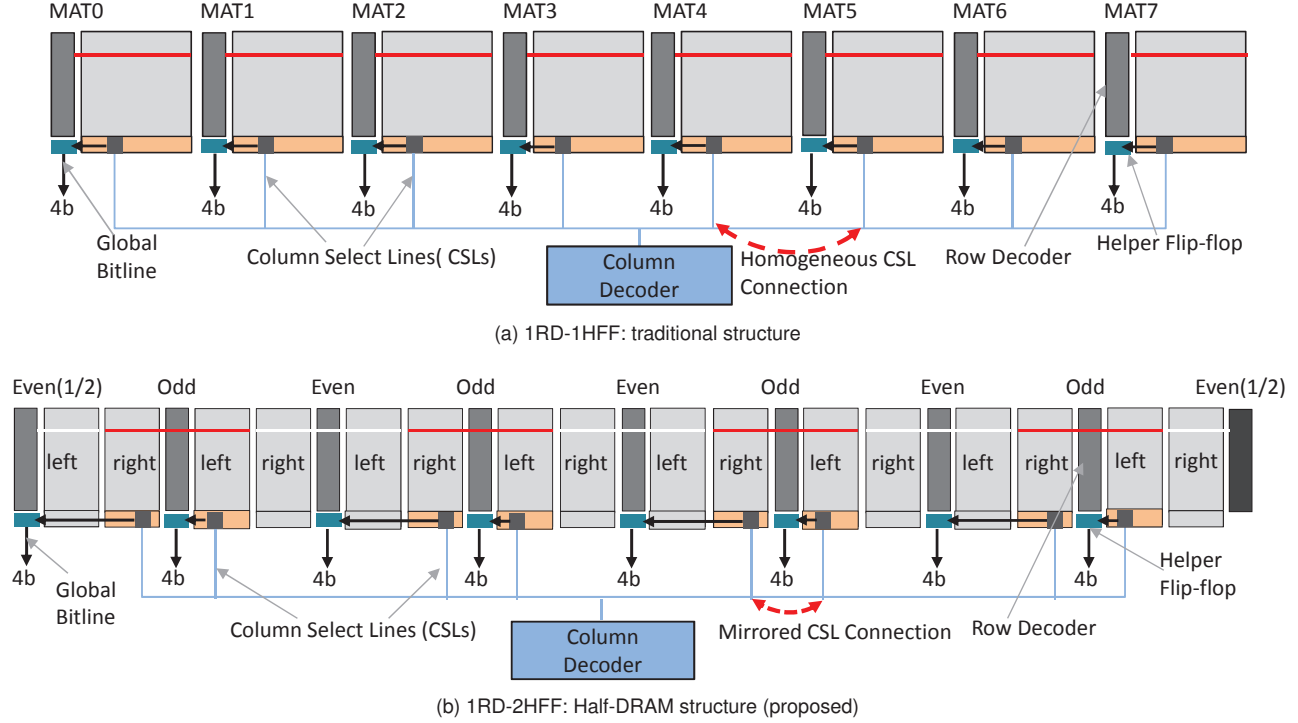 MAT0 MAT1 MAT2 MAT3 MAT4 MAT5 MAT6 MAT7
4b 4b 4b 4b 4b 4b 4b 4b
Global
Bitline
Column Select Lines( CSLs)
Column
Decoder
Homogeneous CSL
Connection
Row Decoder
Helper Flip-flop
(a) 1RD-1HFF: traditional structure
Even(1/2) Odd Even Odd Even Odd Even Odd Even(1/2)
left right left right left right left right left right left right left right left right
4b 4b 4b 4b 4b 4b 4b 4b
Global
Bitline
Column Select Lines (CSLs)
Column
Decoder
Mirrored CSL Connection
Row Decoder
Helper
Flip-flop
(b) 1RD-2HFF: Half-DRAM structure (proposed)